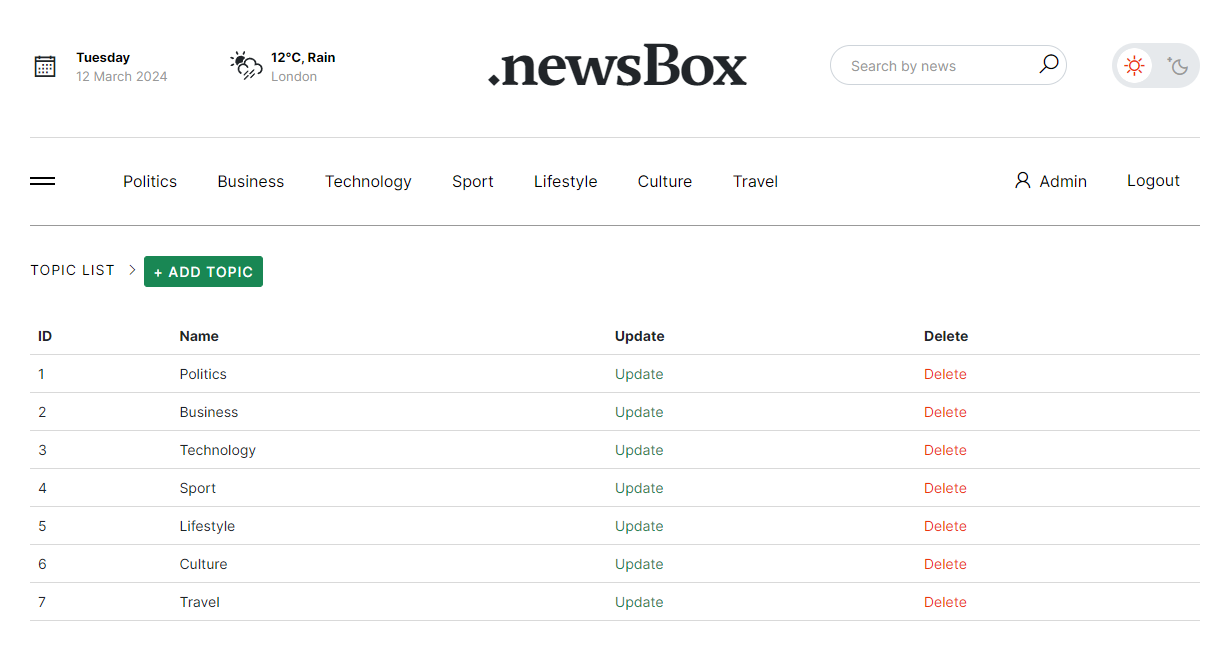 Tuesday
12 March 2024
12°C, Rain
London
.newsBox
Search by news
Politics Business Technology Sport Lifestyle Culture Travel Admin Logout
TOPIC LIST + ADD TOPIC
ID Name Update Delete
1 Politics Update Delete
2 Business Update Delete
3 Technology Update Delete
4 Sport Update Delete
5 Lifestyle Update Delete
6 Culture Update Delete
7 Travel Update Delete